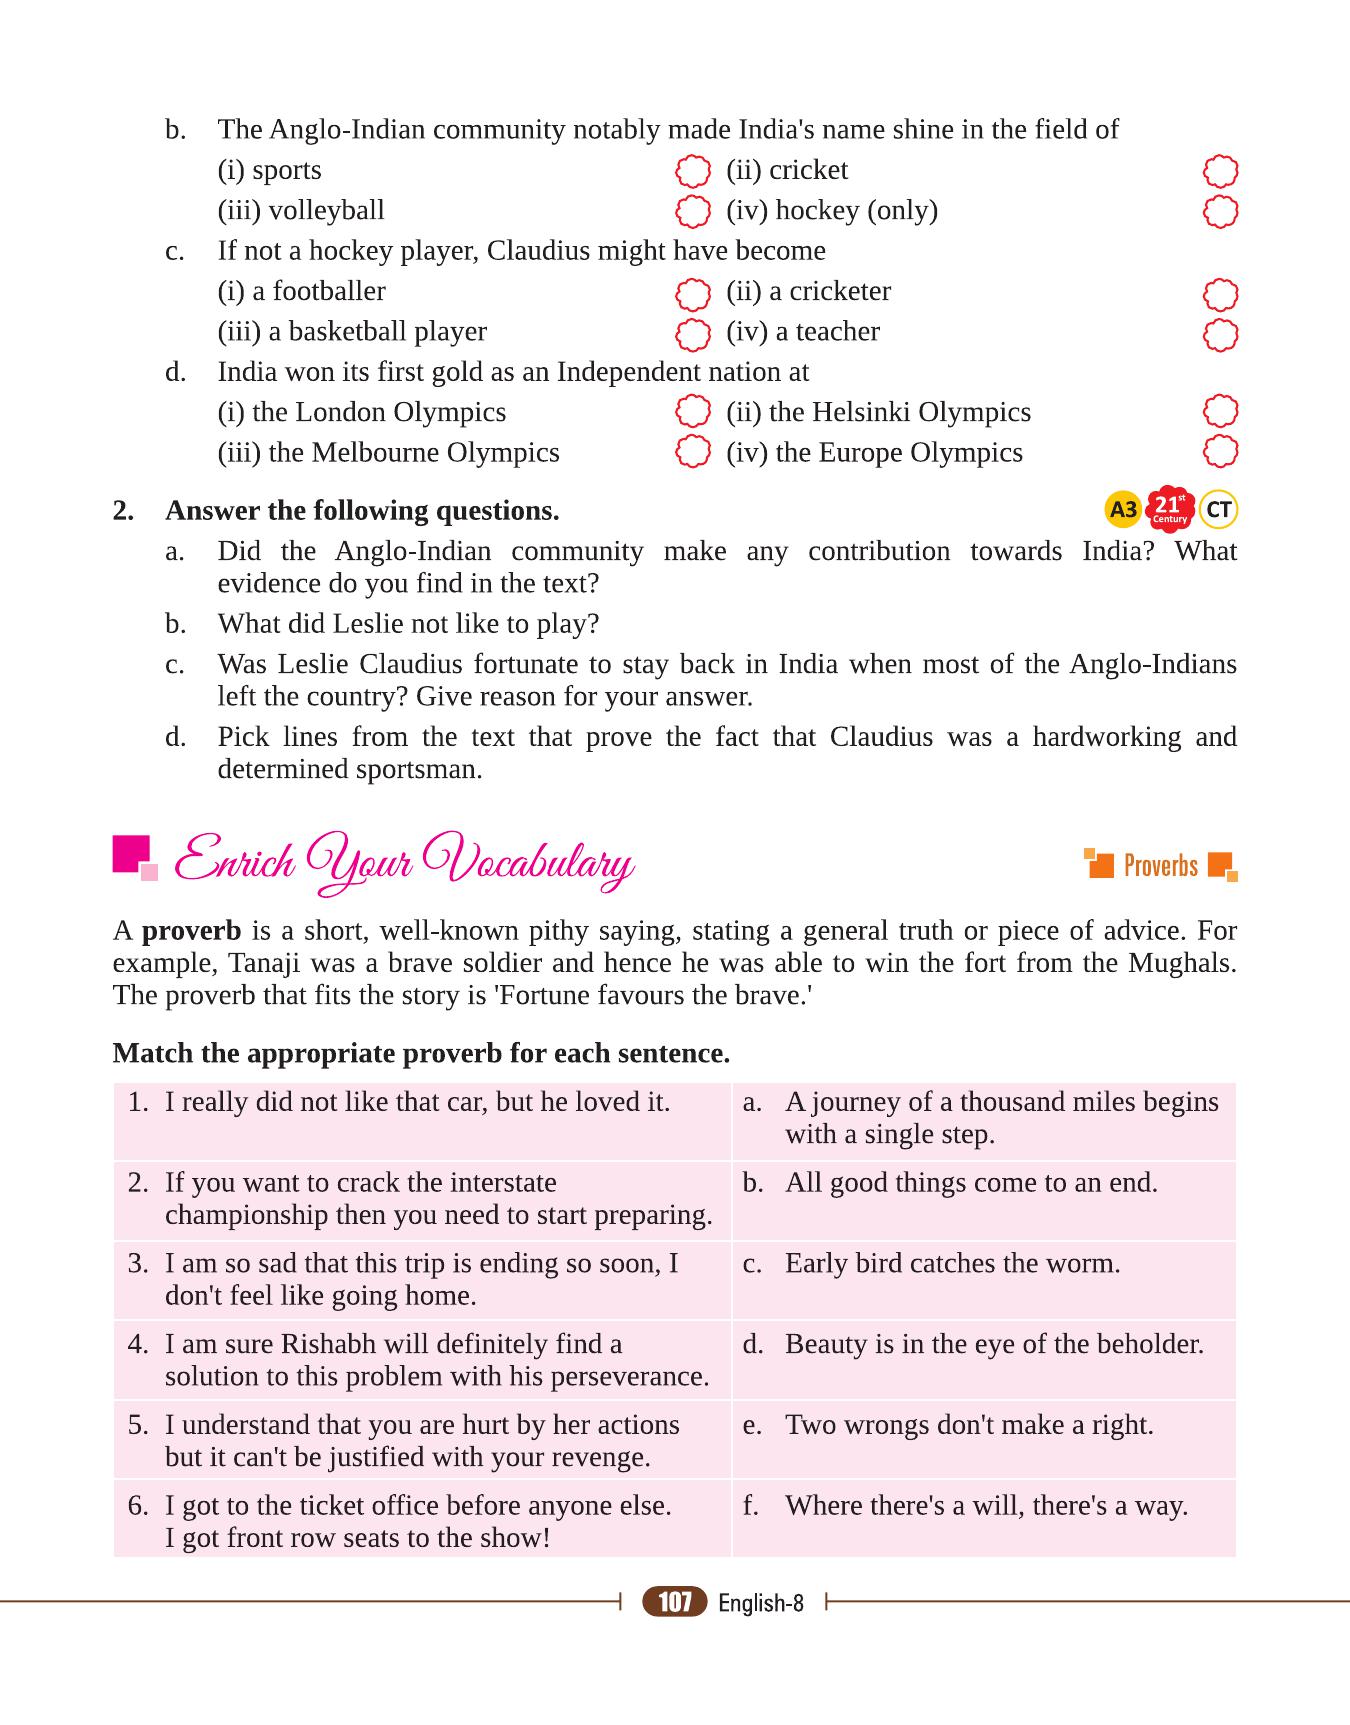 b. The Anglo-Indian community notably made India's name shine in the field of
(i) sports (ii) cricket
(iii) volleyball (iv) hockey (only)
c. If not a hockey player, Claudius might have become
(i) a footballer (ii) a cricketer
(iii) a basketball player (iv) a teacher
d. India won its first gold as an Independent nation at
(i) the London Olympics (ii) the Helsinki Olympics
(iii) the Melbourne Olympics (iv) the Europe Olympics
2. Answer the following questions. A3 21st Century CT
a. Did the Anglo-Indian community make any contribution towards India? What
evidence do you find in the text?
b. What did Leslie not like to play?
c. Was Leslie Claudius fortunate to stay back in India when most of the Anglo-Indians
left the country? Give reason for your answer.
d. Pick lines from the text that prove the fact that Claudius was a hardworking and
determined sportsman.
Enrich Your Vocabulary Proverbs
A proverb is a short, well-known pithy saying, stating a general truth or piece of advice. For
example, Tanaji was a brave soldier and hence he was able to win the fort from the Mughals.
The proverb that fits the story is 'Fortune favours the brave.'
Match the appropriate proverb for each sentence.
1. I really did not like that car, but he loved it. a. A journey of a thousand miles begins
with a single step.
2. If you want to crack the interstate b. All good things come to an end.
championship then you need to start preparing.
3. I am so sad that this trip is ending so soon, I c. Early bird catches the worm.
don't feel like going home.
4. I am sure Rishabh will definitely find a d. Beauty is in the eye of the beholder.
solution to this problem with his perseverance.
5. I understand that you are hurt by her actions e. Two wrongs don't make a right.
but it can't be justified with your revenge.
6. I got to the ticket office before anyone else. f. Where there's a will, there's a way.
I got front row seats to the show!
107 English-8